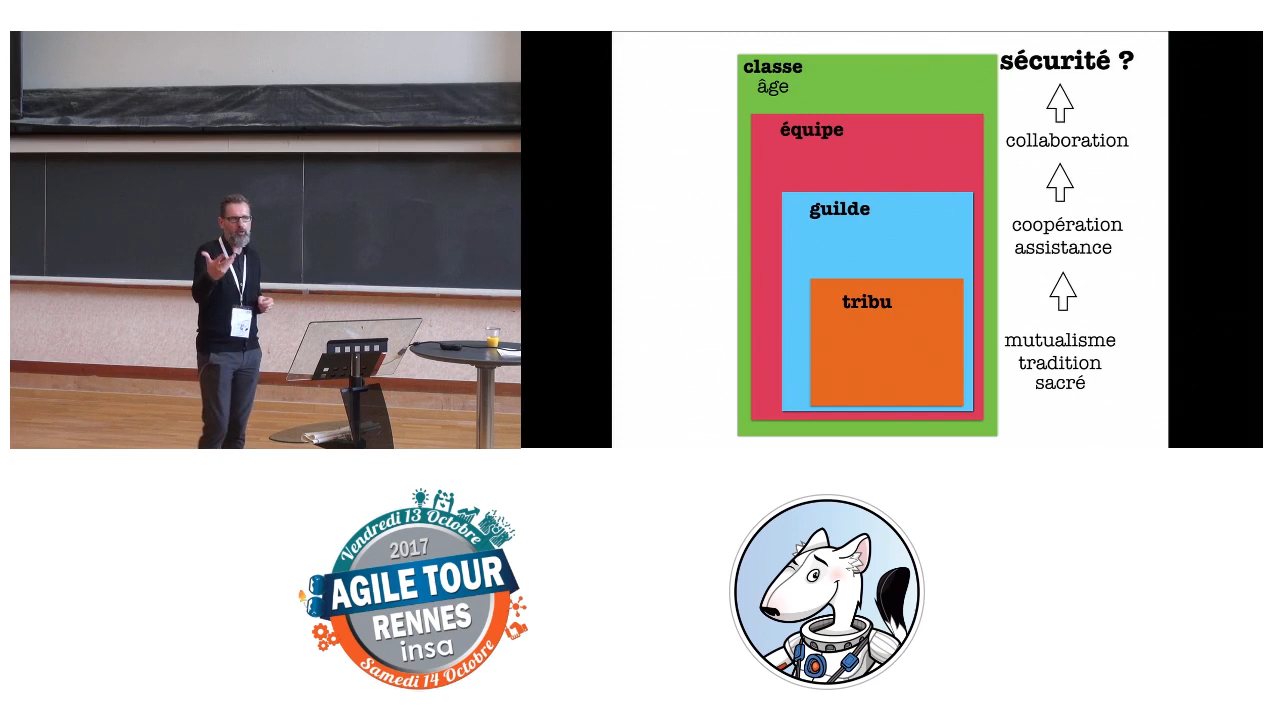 classe
âge
équipe
guilde
tribu
sécurité ?
collaboration
coopération
assistance
mutualisme
tradition
sacré
Vendredi 13 Octobre
2017
AGILE TOUR
RENNES
insa
Samedi 14 Octobre